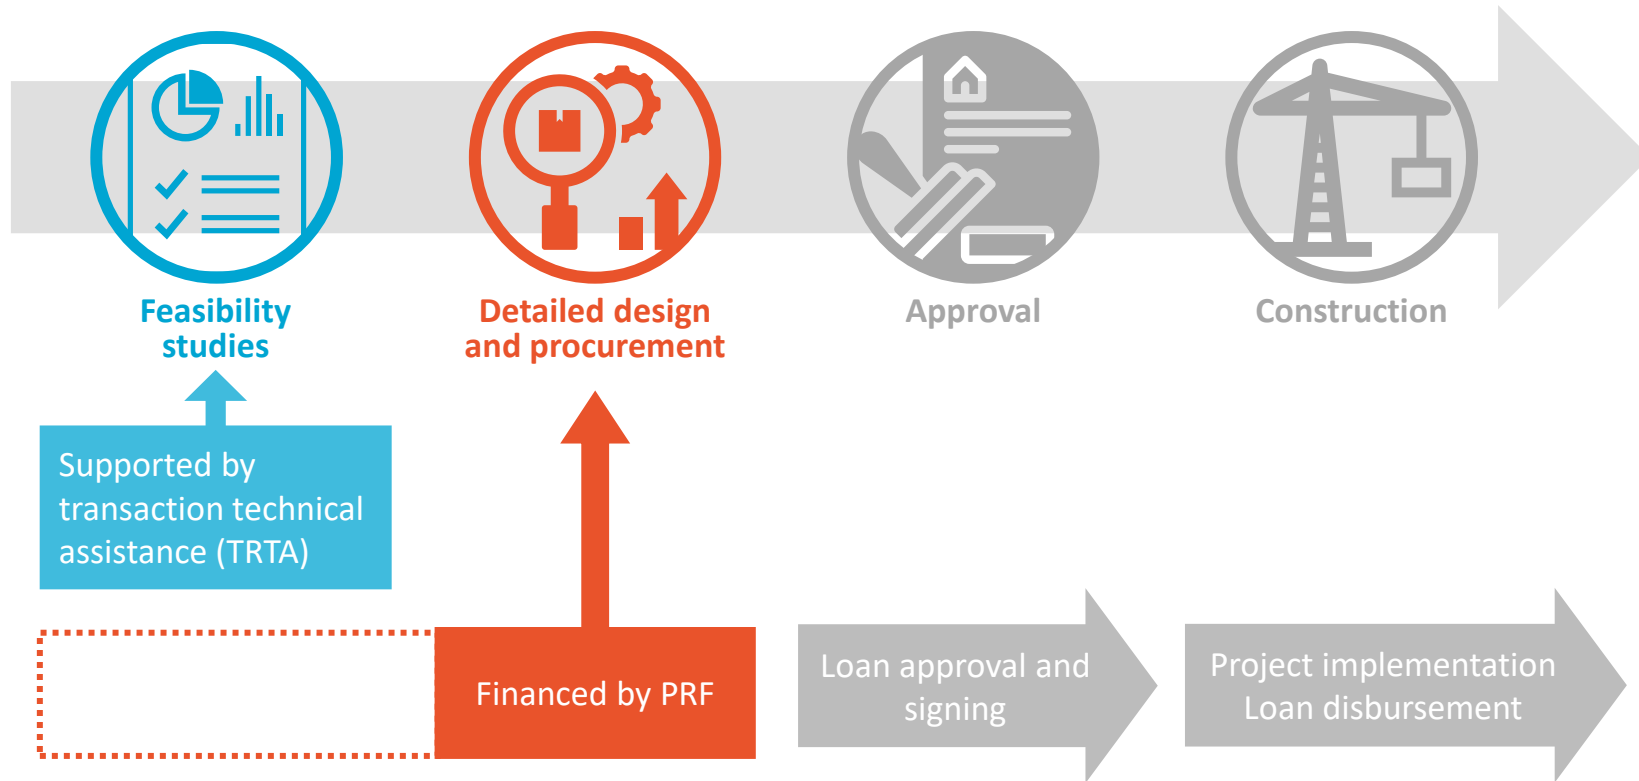 Feasibility
studies
Detailed design
and procurement
Approval
Construction
Supported by
transaction technical
assistance (TRTA)
Financed by PRF
Loan approval and
signing
Project implementation
Loan disbursement